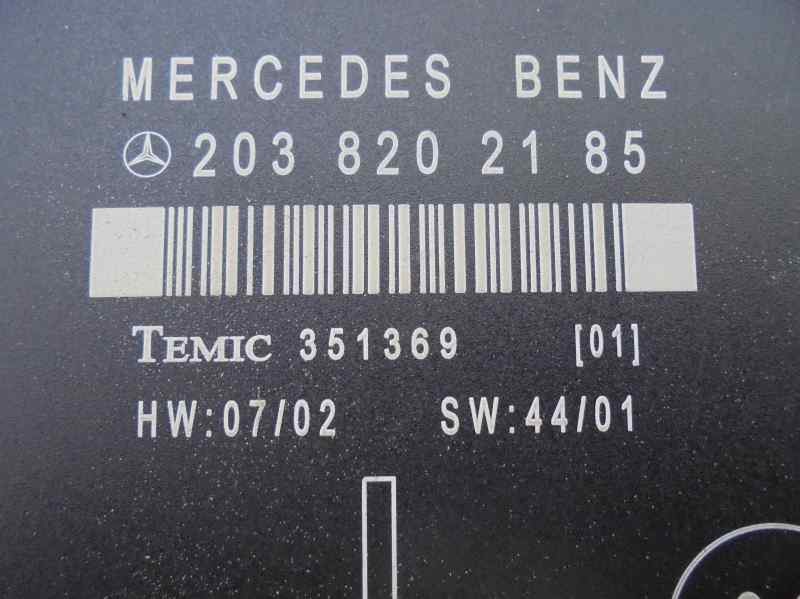 MERCEDES BENZ
203 820 21 85
TEMIC 351369 [01]
HW:07/02 SW:44/01